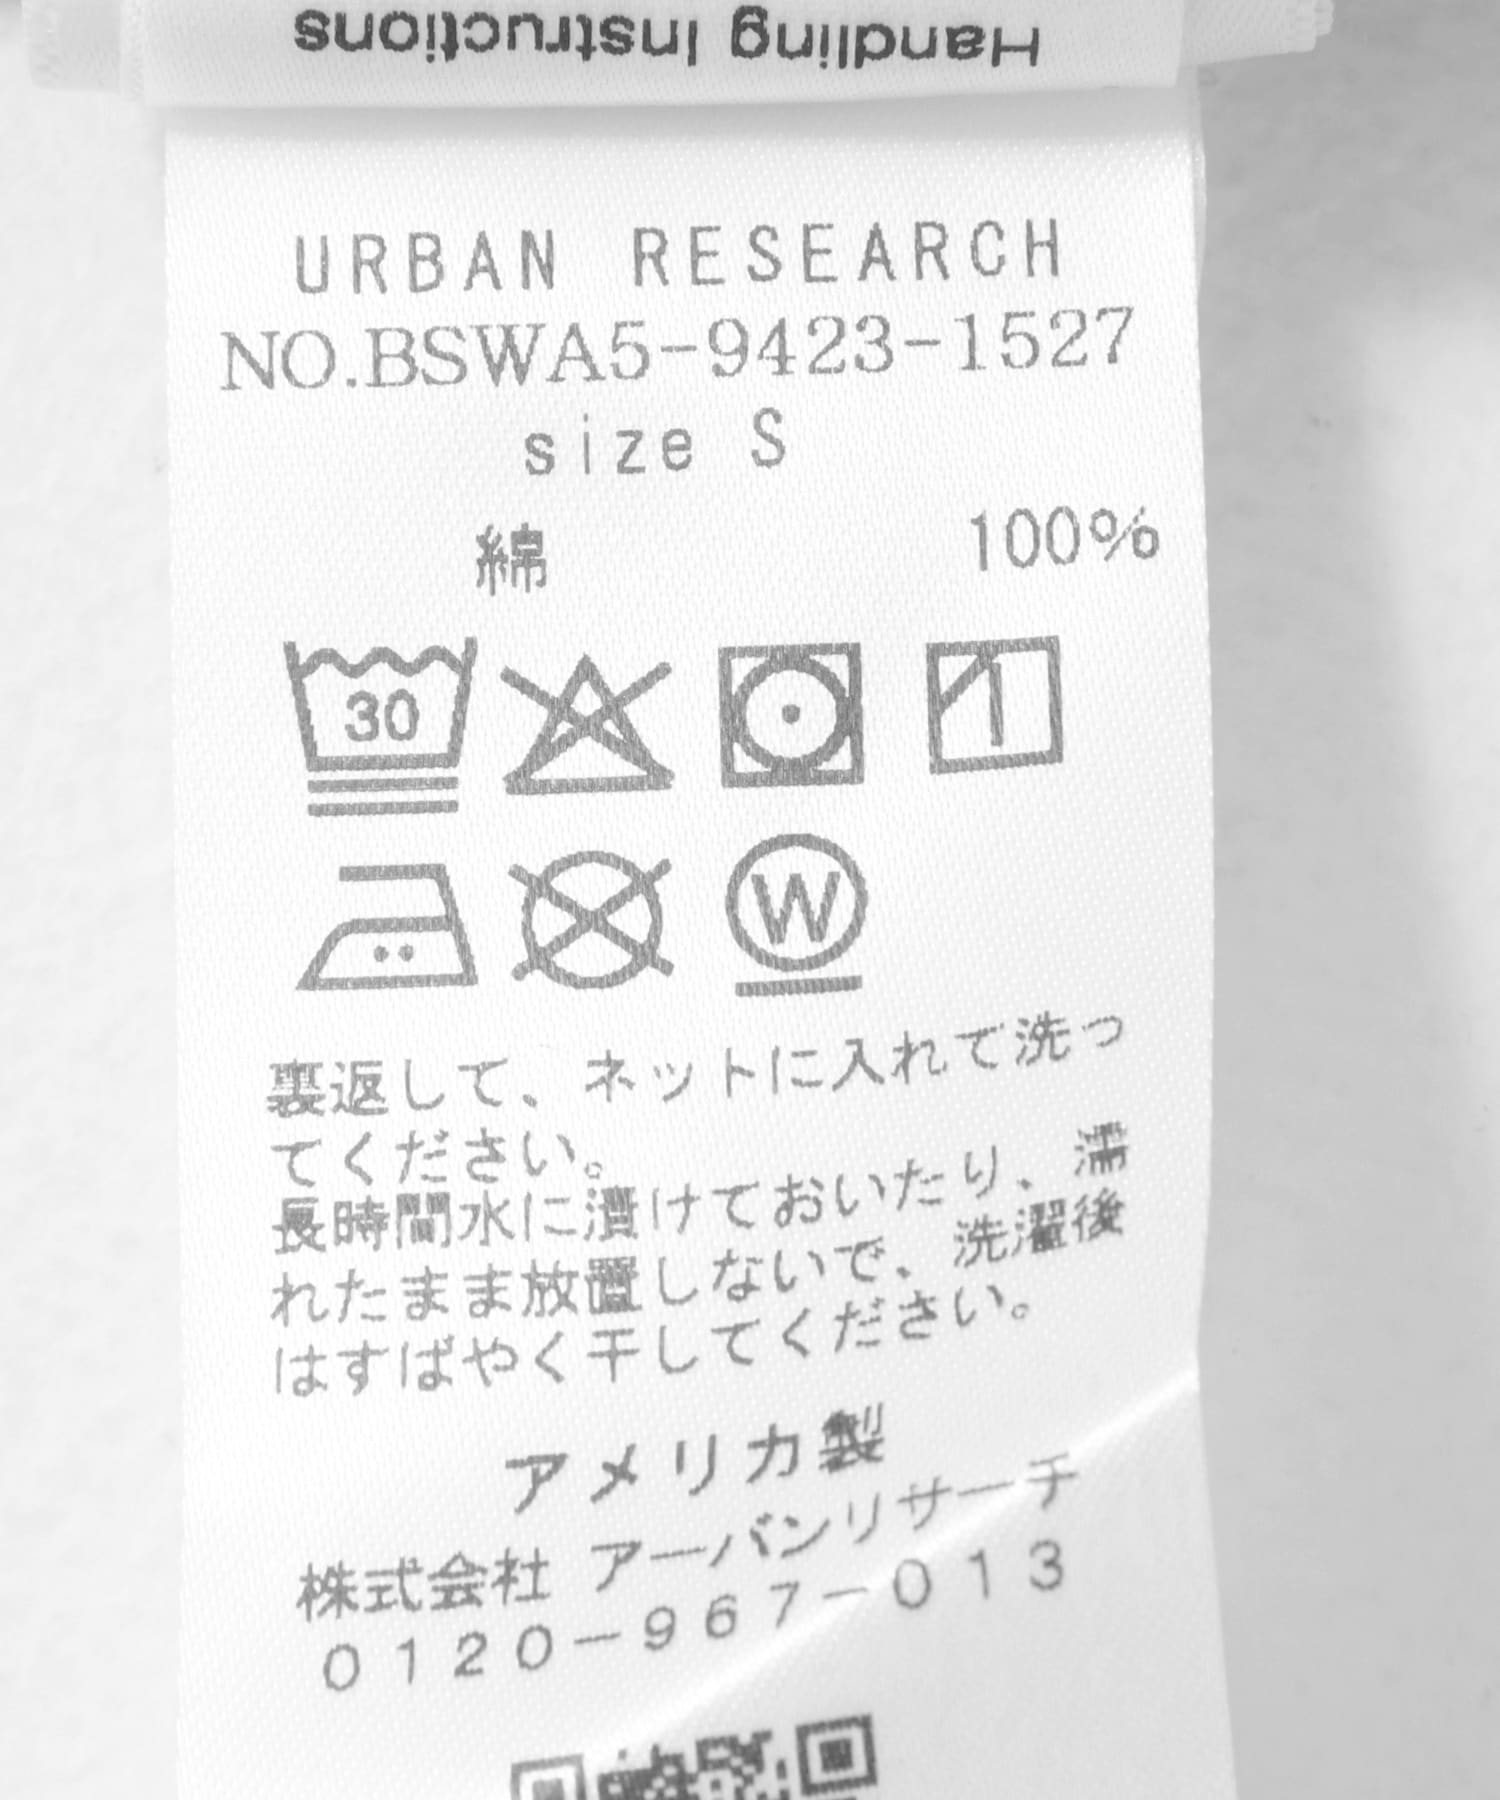 Handling Instructions
URBAN RESEARCH
NO.BSWA5-9423-1527
size S
綿 100%
30
W
裏返して、ネットに入れて洗っ
てください。
長時間水に漬けておいたり、濡
れたまま放置しないで、洗濯後
はすばやく干してください。
アメリカ製
株式会社 アーバンリサーチ
0120-967-013